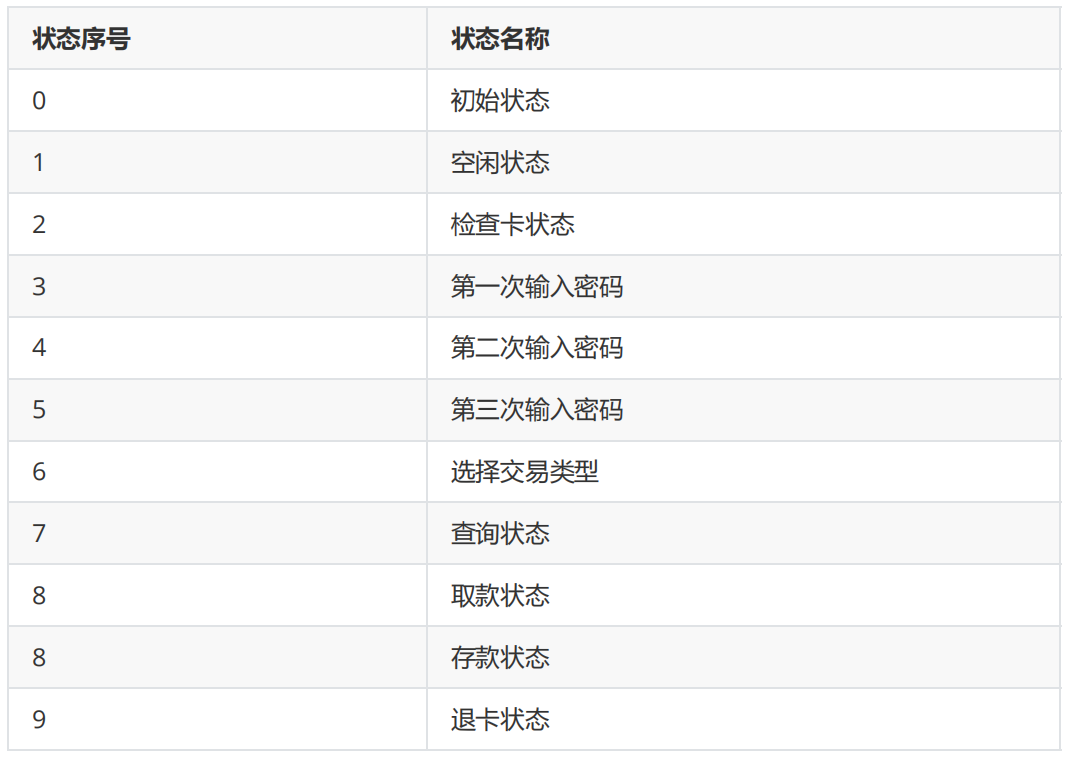 状态序号 状态名称
0 初始状态
1 空闲状态
2 检查卡状态
3 第一次输入密码
4 第二次输入密码
5 第三次输入密码
6 选择交易类型
7 查询状态
8 取款状态
8 存款状态
9 退卡状态